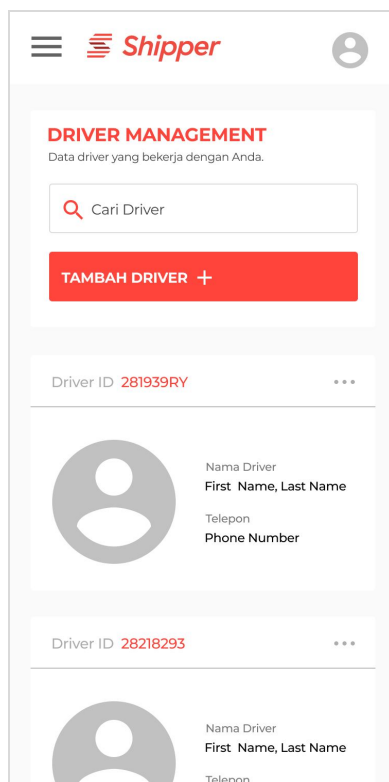 Shipper
DRIVER MANAGEMENT
Data driver yang bekerja dengan Anda.
Cari Driver
TAMBAH DRIVER +
Driver ID 281939RY
Nama Driver
First Name, Last Name
Telepon
Phone Number
Driver ID 28218293
Nama Driver
First Name, Last Name
Telepon